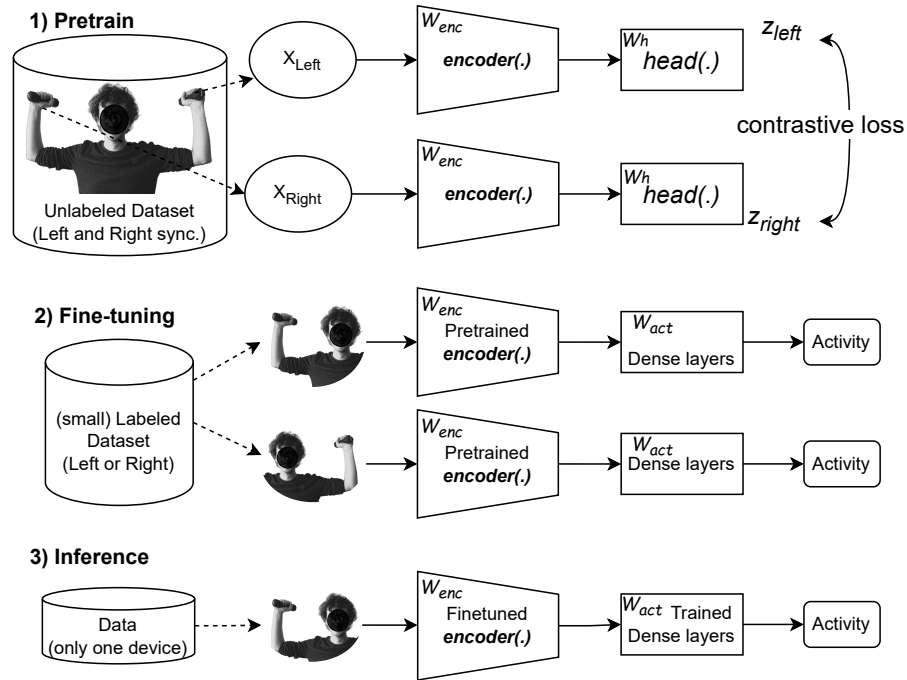 1) Pretrain
X_Left
W_enc
encoder(.)
W_h
head(.)
z_left
contrastive loss
X_Right
W_enc
encoder(.)
W_h
head(.)
z_right
Unlabeled Dataset
(Left and Right sync.)
2) Fine-tuning
(small) Labeled
Dataset
(Left or Right)
W_enc
Pretrained
encoder(.)
W_act
Dense layers
Activity
W_enc
Pretrained
encoder(.)
W_act
Dense layers
Activity
3) Inference
Data
(only one device)
W_enc
Finetuned
encoder(.)
W_act Trained
Dense layers
Activity